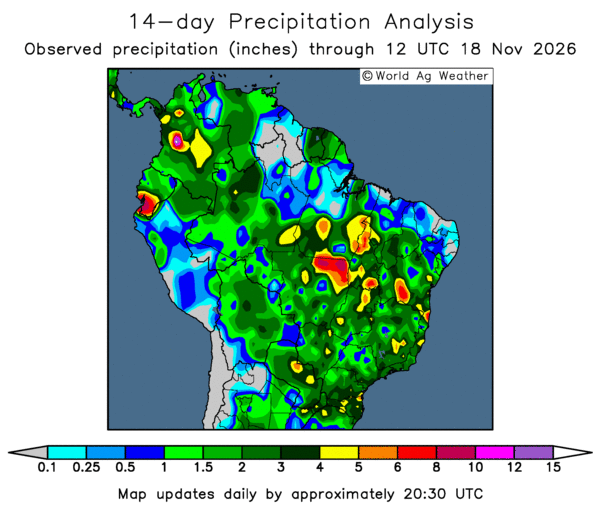 14-day Precipitation Analysis
Observed precipitation (inches) through 12 UTC 18 Nov 2026
©World Ag Weather
0.1 0.25 0.5 1 1.5 2 3 4 5 6 8 10 12 15
Map updates daily by approximately 20:30 UTC